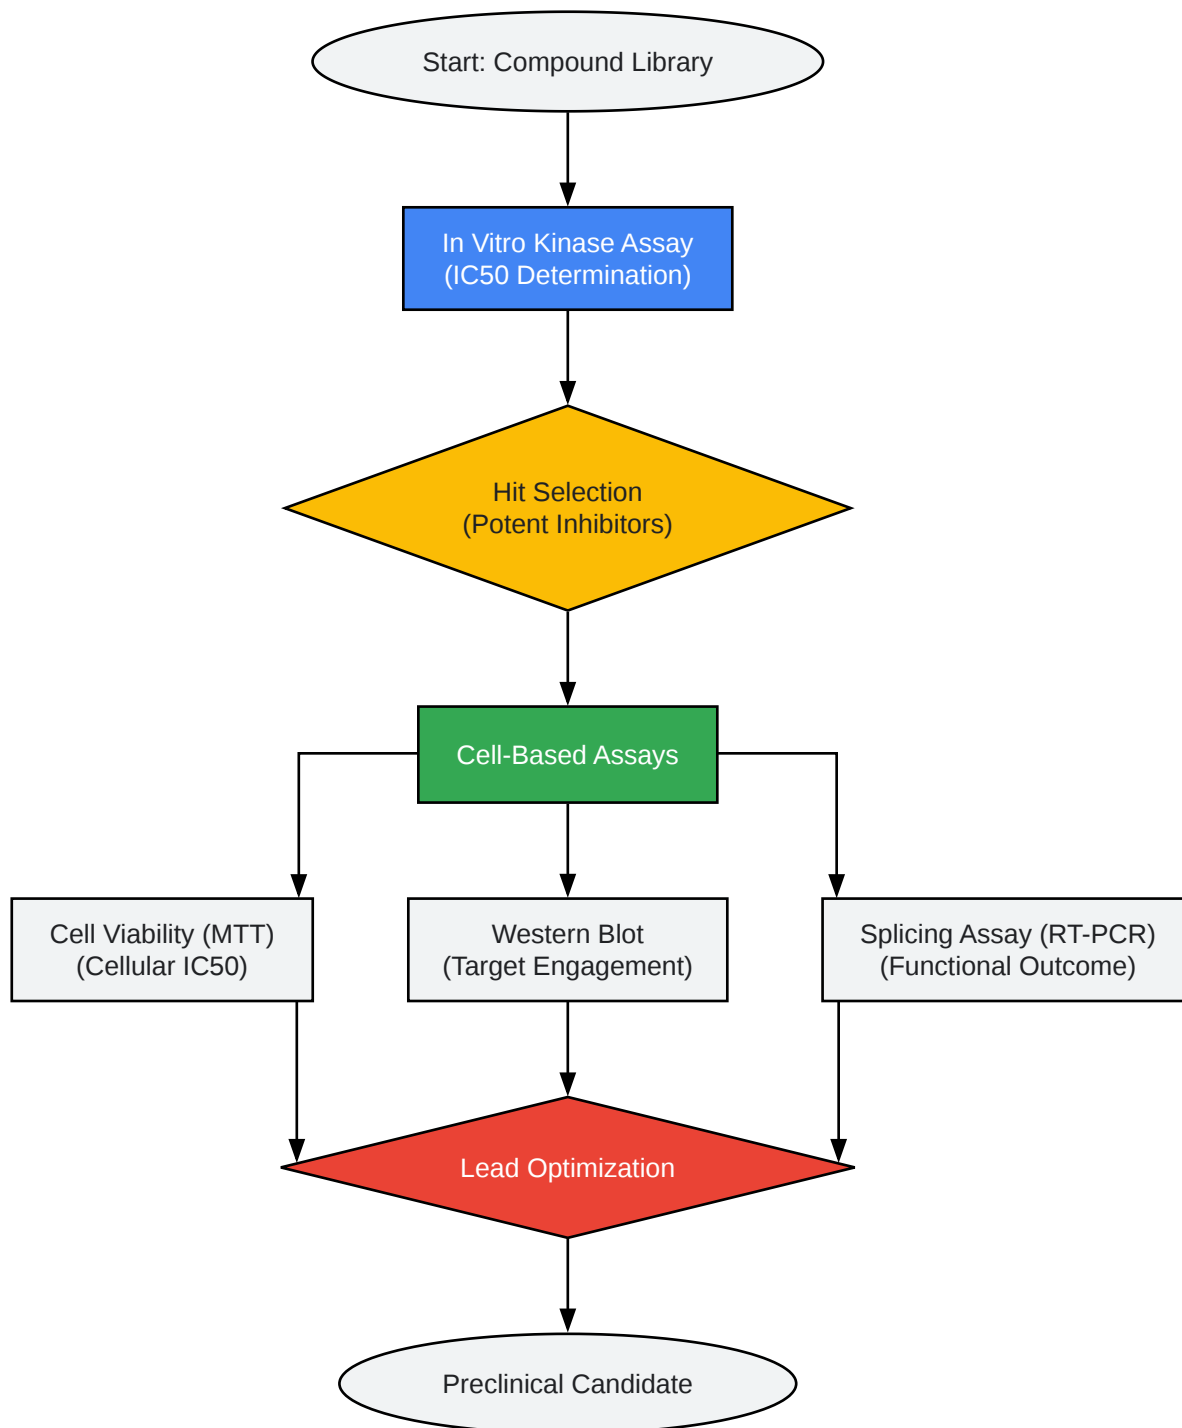 Start: Compound Library
In Vitro Kinase Assay
(IC50 Determination)
Hit Selection
(Potent Inhibitors)
Cell-Based Assays
Cell Viability (MTT)
(Cellular IC50)
Western Blot
(Target Engagement)
Splicing Assay (RT-PCR)
(Functional Outcome)
Lead Optimization
Preclinical Candidate